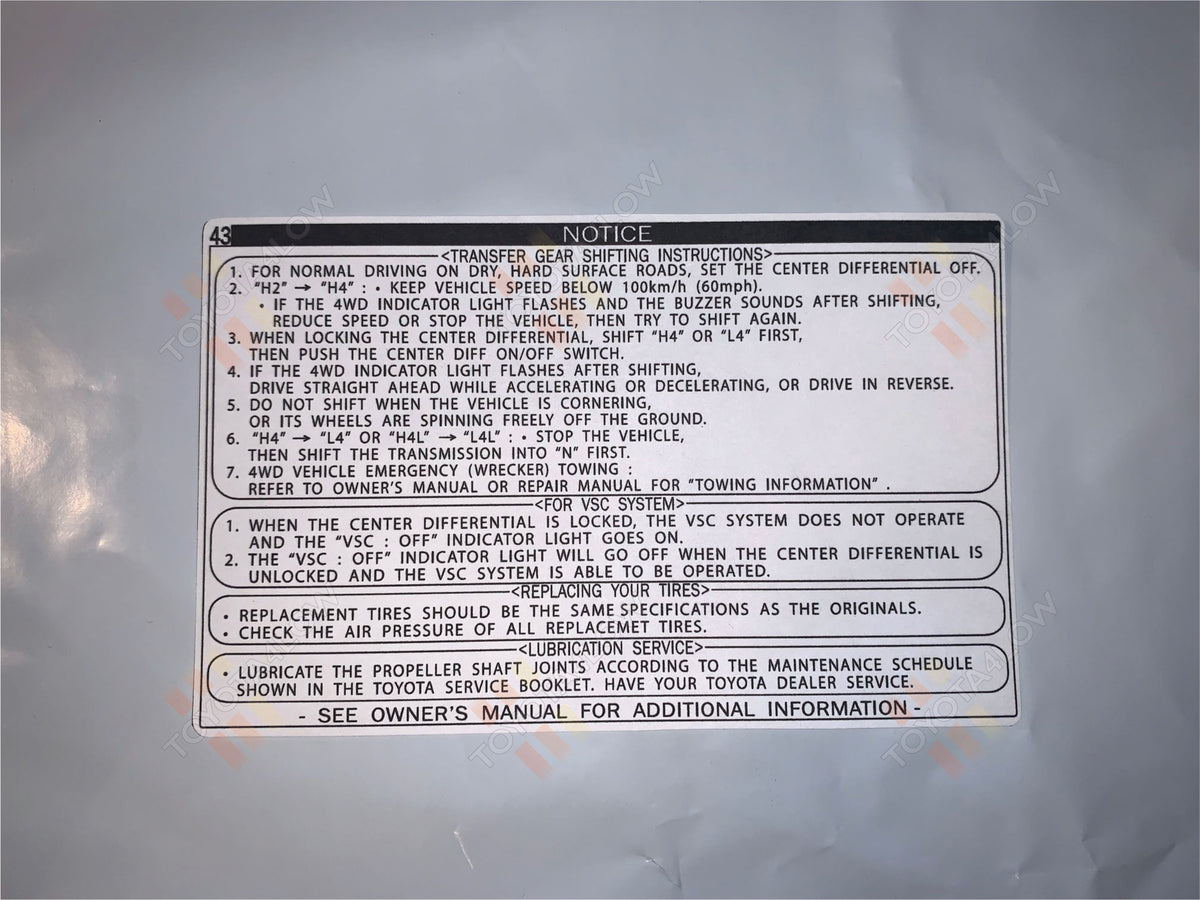 43 NOTICE
<TRANSFER GEAR SHIFTING INSTRUCTIONS>
1. FOR NORMAL DRIVING ON DRY, HARD SURFACE ROADS, SET THE CENTER DIFFERENTIAL OFF.
2. "H2" → "H4" : • KEEP VEHICLE SPEED BELOW 100km/h (60mph).
• IF THE 4WD INDICATOR LIGHT FLASHES AND THE BUZZER SOUNDS AFTER SHIFTING,
REDUCE SPEED OR STOP THE VEHICLE, THEN TRY TO SHIFT AGAIN.
3. WHEN LOCKING THE CENTER DIFFERENTIAL, SHIFT "H4" OR "L4" FIRST,
THEN PUSH THE CENTER DIFF ON/OFF SWITCH.
4. IF THE 4WD INDICATOR LIGHT FLASHES AFTER SHIFTING,
DRIVE STRAIGHT AHEAD WHILE ACCELERATING OR DECELERATING, OR DRIVE IN REVERSE.
5. DO NOT SHIFT WHEN THE VEHICLE IS CORNERING,
OR ITS WHEELS ARE SPINNING FREELY OFF THE GROUND.
6. "H4" → "L4" OR "H4L" → "L4L" : • STOP THE VEHICLE,
THEN SHIFT THE TRANSMISSION INTO "N" FIRST.
7. 4WD VEHICLE EMERGENCY (WRECKER) TOWING :
REFER TO OWNER'S MANUAL OR REPAIR MANUAL FOR "TOWING INFORMATION" .
<FOR VSC SYSTEM>
1. WHEN THE CENTER DIFFERENTIAL IS LOCKED, THE VSC SYSTEM DOES NOT OPERATE
AND THE "VSC : OFF" INDICATOR LIGHT GOES ON.
2. THE "VSC : OFF" INDICATOR LIGHT WILL GO OFF WHEN THE CENTER DIFFERENTIAL IS
UNLOCKED AND THE VSC SYSTEM IS ABLE TO BE OPERATED.
<REPLACING YOUR TIRES>
• REPLACEMENT TIRES SHOULD BE THE SAME SPECIFICATIONS AS THE ORIGINALS.
• CHECK THE AIR PRESSURE OF ALL REPLACEMET TIRES.
<LUBRICATION SERVICE>
• LUBRICATE THE PROPELLER SHAFT JOINTS ACCORDING TO THE MAINTENANCE SCHEDULE
SHOWN IN THE TOYOTA SERVICE BOOKLET. HAVE YOUR TOYOTA DEALER SERVICE.
- SEE OWNER'S MANUAL FOR ADDITIONAL INFORMATION -
TOYOTA4LOW
TOYOTA4LOW
TOYOTA4LOW
TOYOTA4LOW
TOYOTA4LOW
TOYOTA4LOW